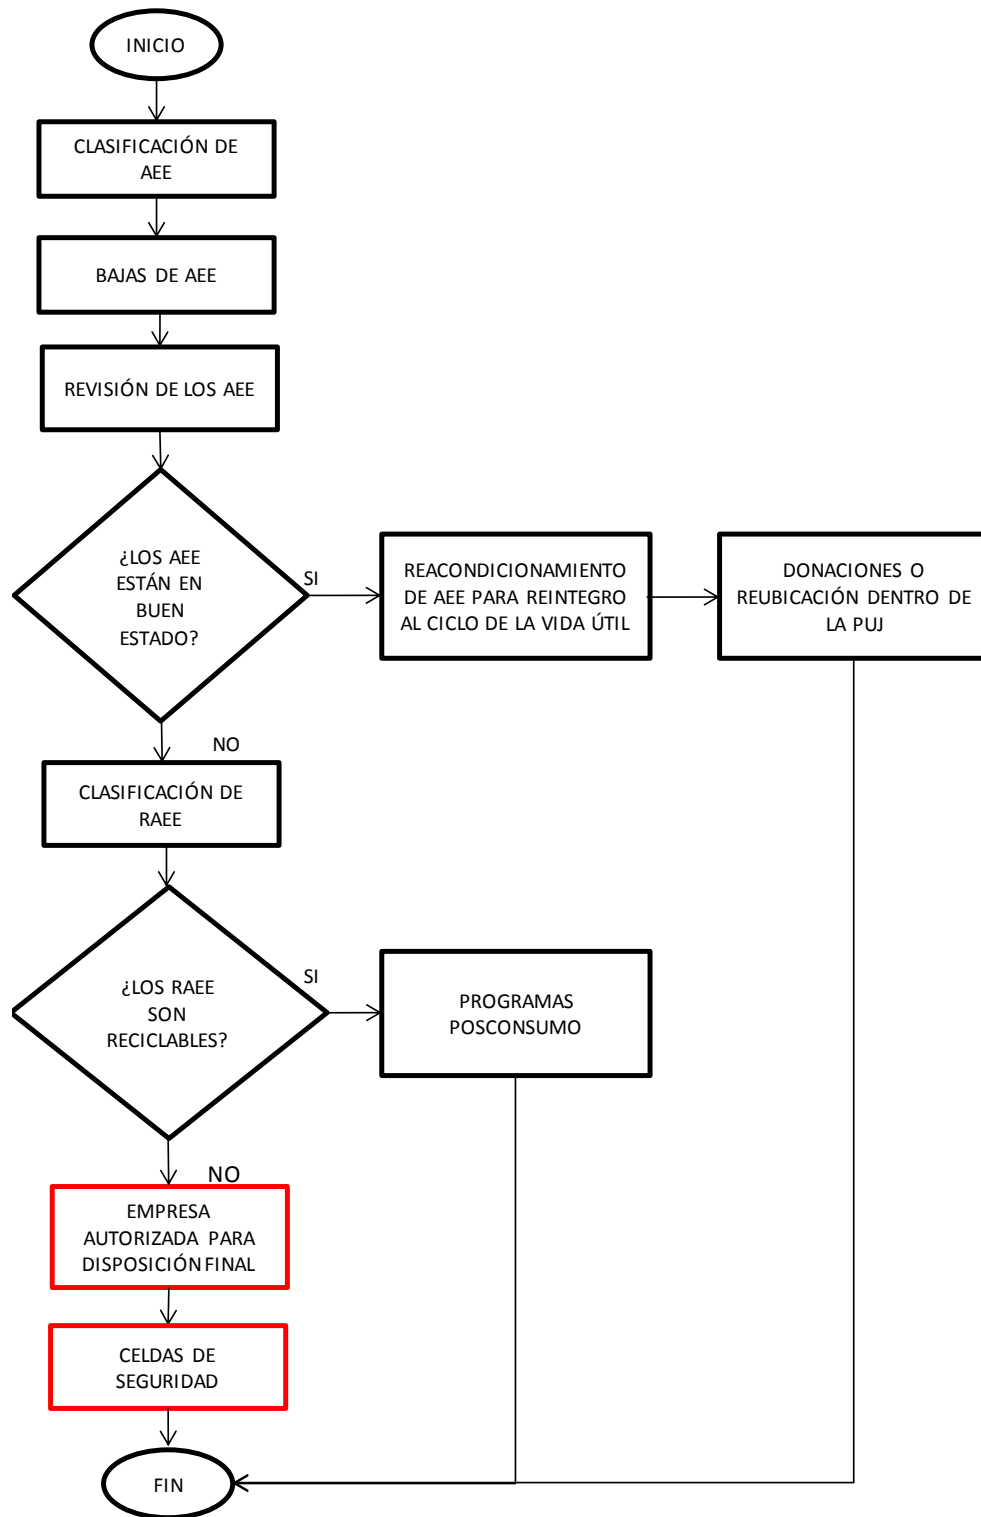 INICIO
CLASIFICACIÓN DE
AEE
BAJAS DE AEE
REVISIÓN DE LOS AEE
¿LOS AEE
ESTÁN EN
BUEN
ESTADO?
SI
REACONDICIONAMIENTO
DE AEE PARA REINTEGRO
AL CICLO DE LA VIDA ÚTIL
DONACIONES O
REUBICACIÓN DENTRO DE
LA PUJ
NO
CLASIFICACIÓN DE
RAEE
¿LOS RAEE
SON
RECICLABLES?
SI
PROGRAMAS
POSCONSUMO
NO
EMPRESA
AUTORIZADA PARA
DISPOSICIÓN FINAL
CELDAS DE
SEGURIDAD
FIN